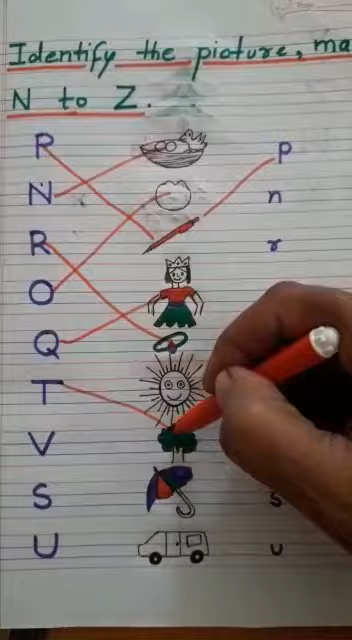 Identify the picture, ma
N to Z.
R P
N n
R r
O
Q
T
V
S s
U u